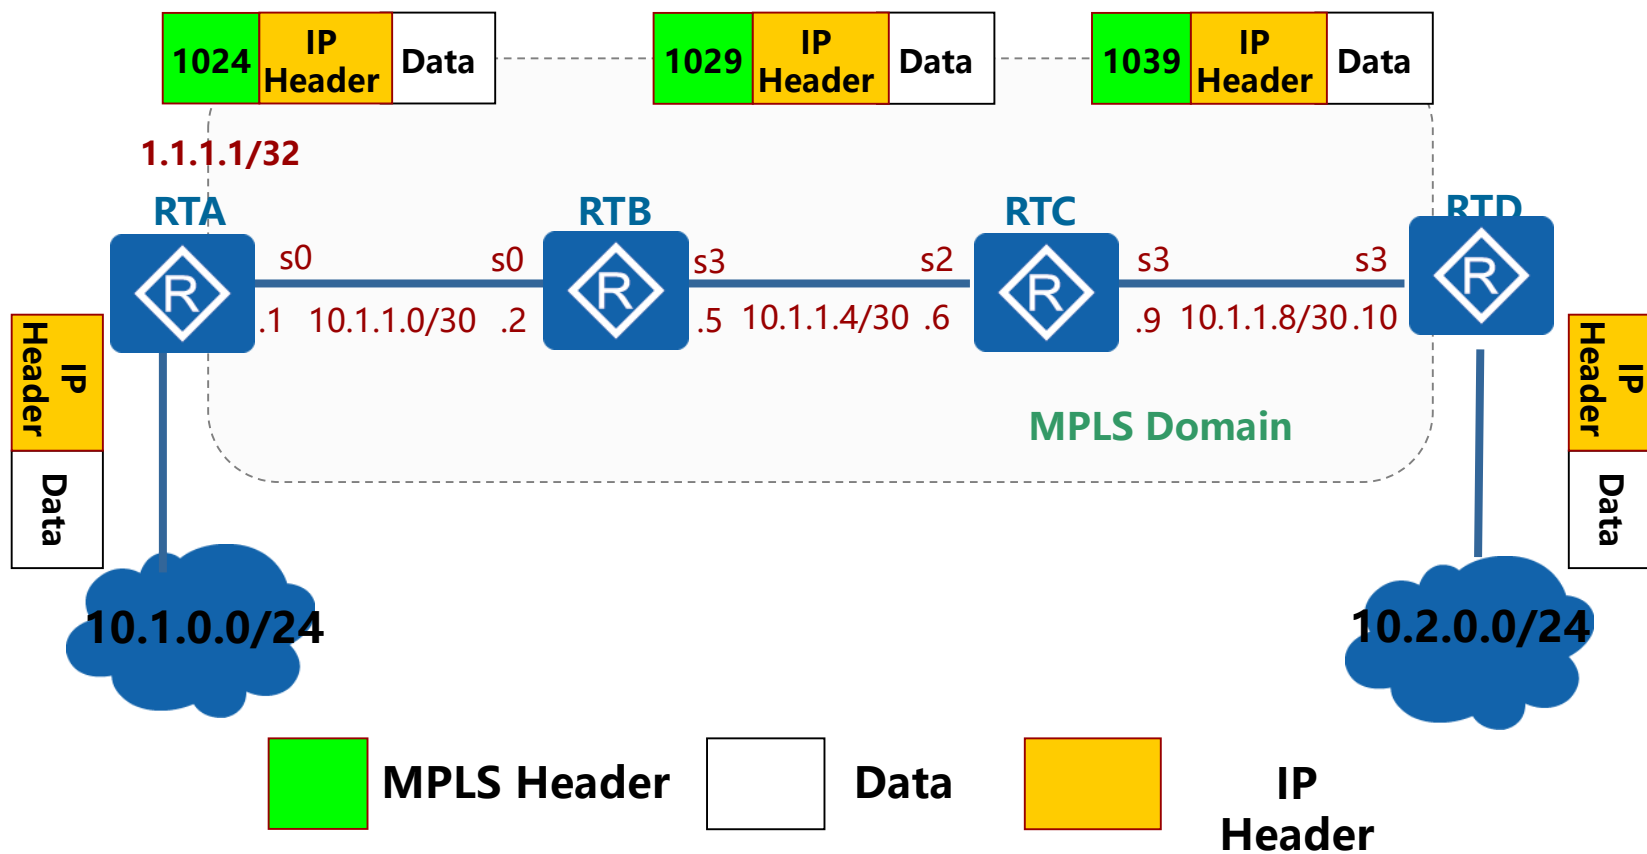 1024
IP
Header
Data
1029
IP
Header
Data
1039
IP
Header
Data
1.1.1.1/32
RTA
RTB
RTC
RTD
R
R
R
R
s0
s0
s3
s2
s3
s3
.1
10.1.1.0/30
.2
.5
10.1.1.4/30
.6
.9
10.1.1.8/30
.10
IP
Header
Data
IP
Header
Data
MPLS Domain
10.1.0.0/24
10.2.0.0/24
MPLS Header
Data
IP
Header